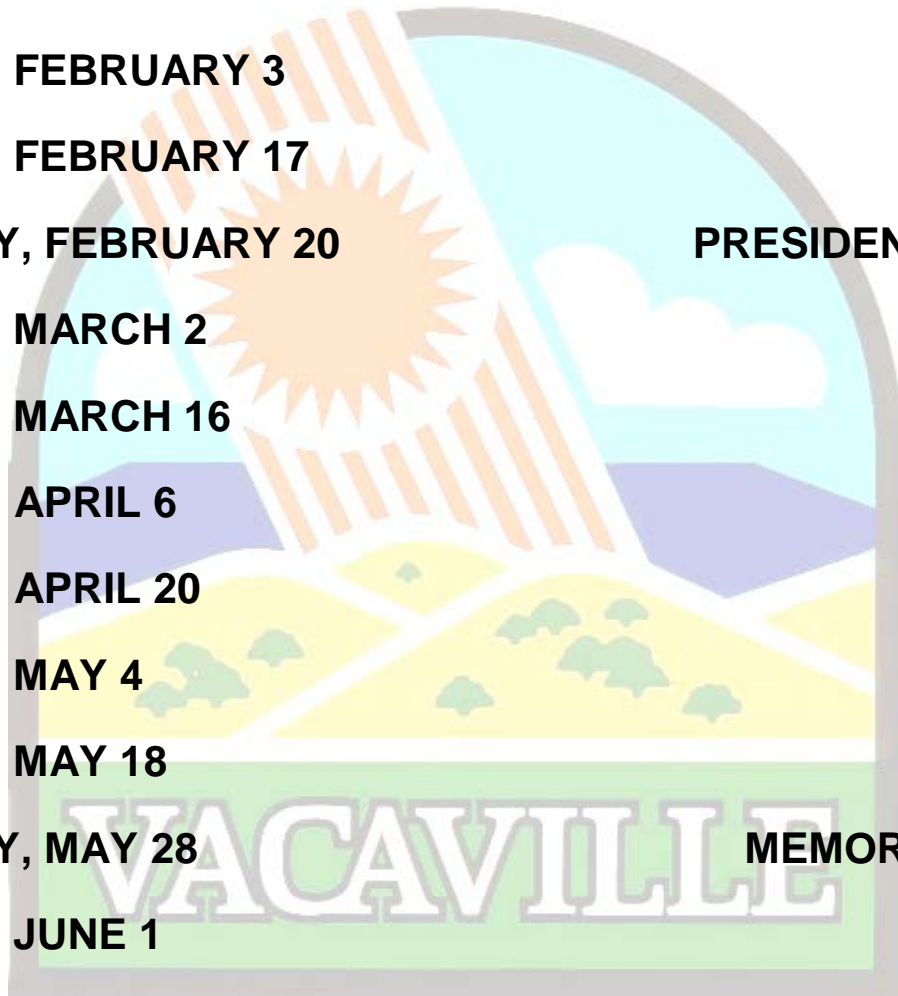 FEBRUARY 3
FEBRUARY 17
Y, FEBRUARY 20 PRESIDEN
MARCH 2
MARCH 16
APRIL 6
APRIL 20
MAY 4
MAY 18
Y, MAY 28 MEMOR
VACAVILLE
JUNE 1